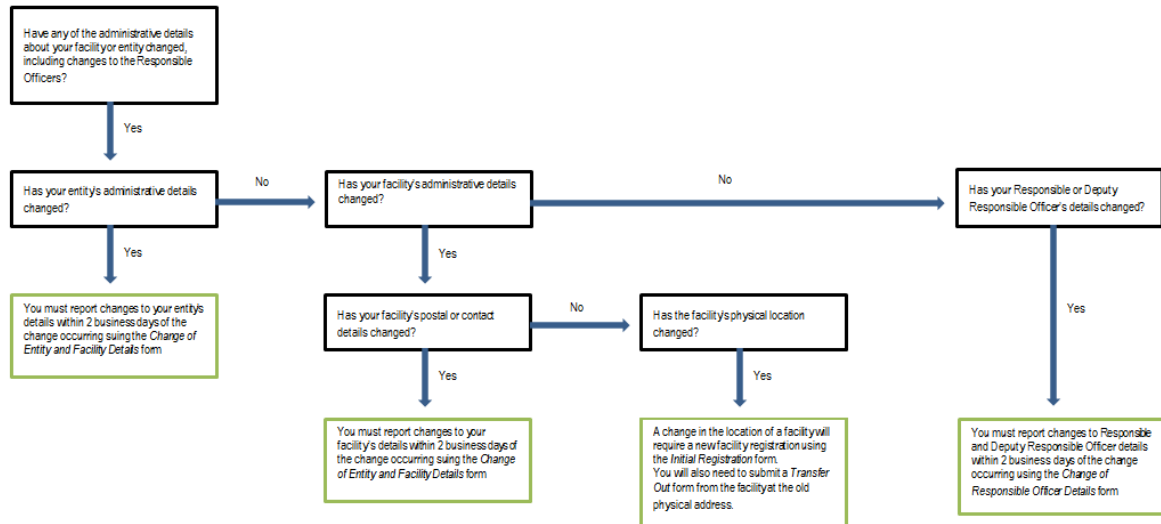 Have any of the administrative details
about your facility or entity changed,
including changes to the Responsible
Officers?
Yes
Has your entity's administrative details
changed?
No
Has your facility's administrative details
changed?
No
Has your Responsible or Deputy
Responsible Officer's details changed?
Yes
Yes
You must report changes to your entity's
details within 2 business days of the
change occurring suing the Change of
Entity and Facility Details form
Has your facility's postal or contact
details changed?
No
Has the facility's physical location
changed?
Yes
Yes
Yes
You must report changes to your
facility's details within 2 business days of
the change occurring suing the Change
of Entity and Facility Details form
A change in the location of a facility will
require a new facility registration using
the Initial Registration form.
You will also need to submit a Transfer
Out form from the facility at the old
physical address.
You must report changes to Responsible
and Deputy Responsible Officer details
within 2 business days of the change
occurring using the Change of
Responsible Officer Details form